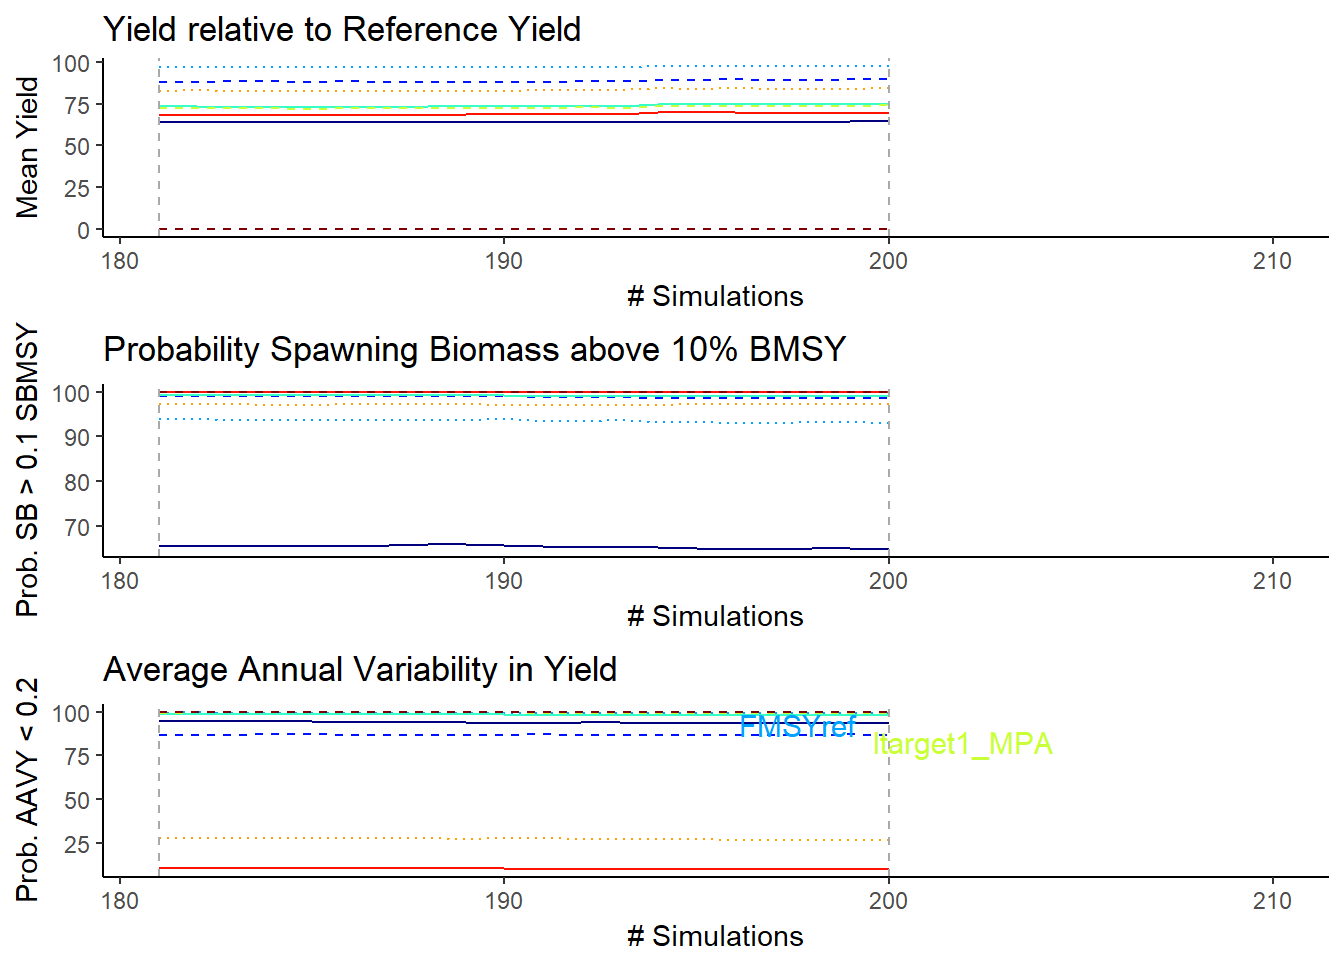 Yield relative to Reference Yield
Mean Yield
100
75
50
25
0
180 190 200 210
# Simulations
Probability Spawning Biomass above 10% BMSY
Prob. SB > 0.1 SBMSY
100
90
80
70
180 190 200 210
# Simulations
Average Annual Variability in Yield
Prob. AAVY < 0.2
100
75
50
25
FMSYref
Itarget1_MPA
180 190 200 210
# Simulations